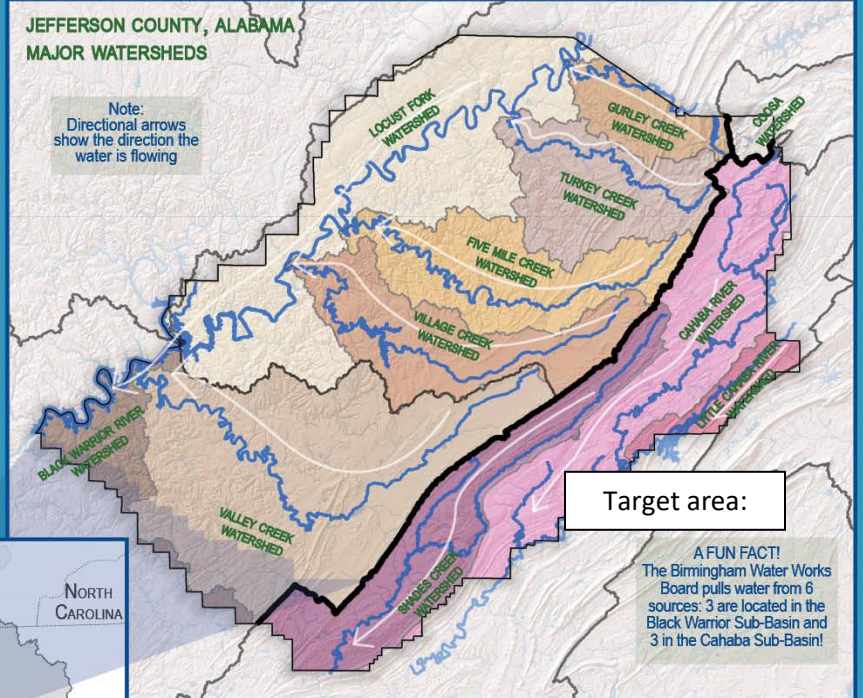 JEFFERSON COUNTY, ALABAMA
MAJOR WATERSHEDS
Note:
Directional arrows
show the direction the
water is flowing
LOCUST FORK
WATERSHED
GURLEY CREEK
WATERSHED
COOSA
WATERSHED
TURKEY CREEK
WATERSHED
FIVE MILE CREEK
WATERSHED
VILLAGE CREEK
WATERSHED
CAHABA RIVER
WATERSHED
LITTLE CAHABA RIVER
WATERSHED
BLACK WARRIOR RIVER
WATERSHED
VALLEY CREEK
WATERSHED
SHADES CREEK
WATERSHED
Target area:
A FUN FACT!
The Birmingham Water Works
Board pulls water from 6
sources: 3 are located in the
Black Warrior Sub-Basin and
3 in the Cahaba Sub-Basin!
NORTH
CAROLINA